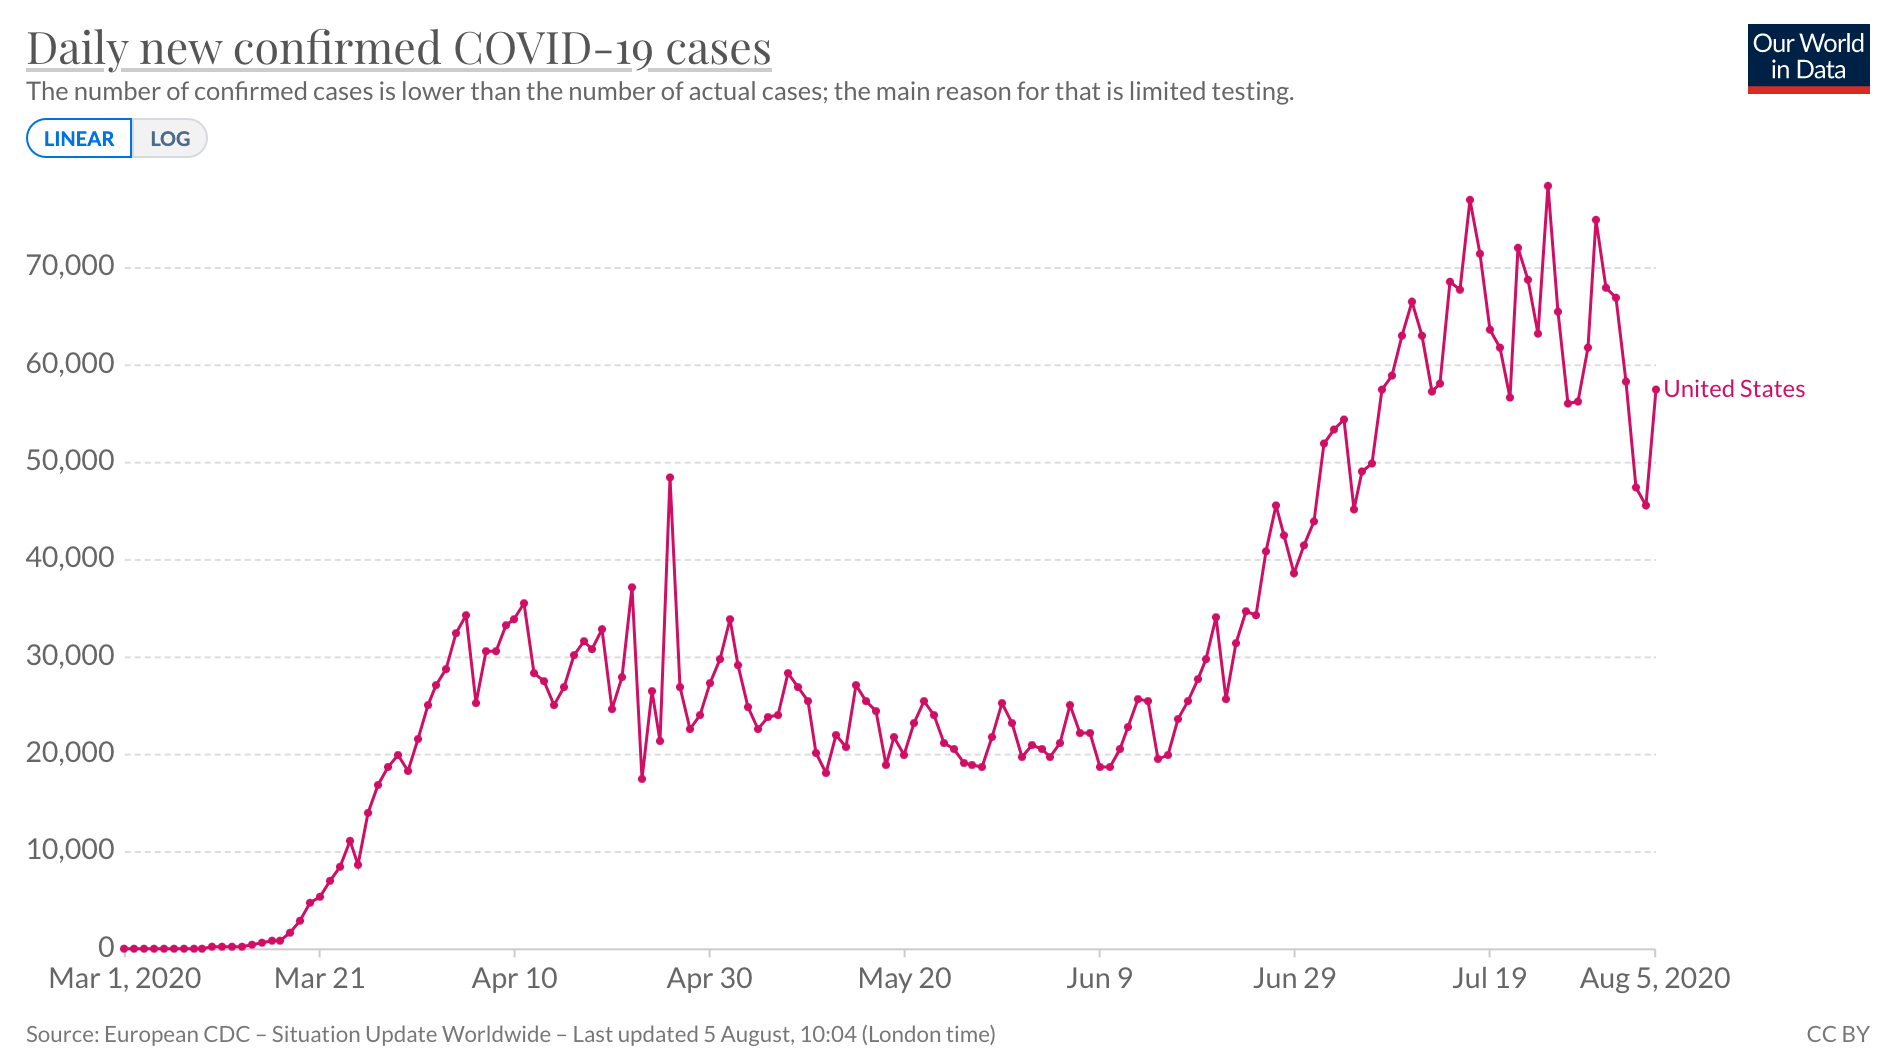 Daily new confirmed COVID-19 cases
Our World
in Data
The number of confirmed cases is lower than the number of actual cases; the main reason for that is limited testing.
LINEAR LOG
70,000
60,000
United States
50,000
40,000
30,000
20,000
10,000
0
Mar 1, 2020 Mar 21 Apr 10 Apr 30 May 20 Jun 9 Jun 29 Jul 19 Aug 5, 2020
Source: European CDC – Situation Update Worldwide – Last updated 5 August, 10:04 (London time) CC BY